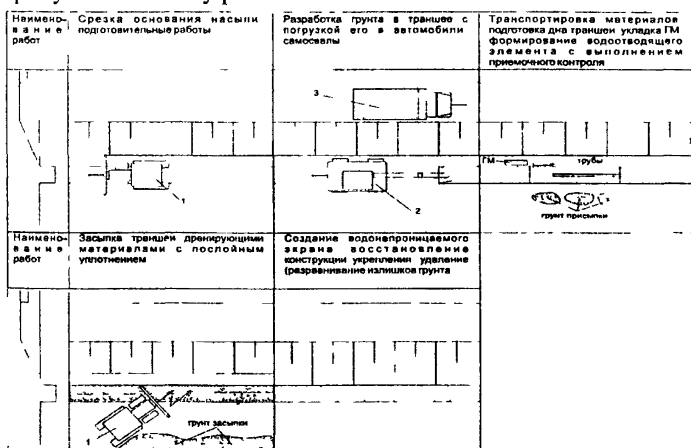 Наимено-
вание
работ
Срезка основания насыпи
подготовительные работы
Разработка грунта в траншее с
погрузкой его в автомобили
самосвалы
Транспортировка материалов
подготовка дна траншеи укладка ГМ
формирование водоотводящего
элемента с выполнением
приемочного контроля
3
1
2
ГМ
трубы
грунт присыпки
Наимено-
вание
работ
Засыпка траншеи дренирующими
материалами с послойным
уплотнением
Создание водонепроницаемого
экрана восстановление
конструкции укрепления удаление
(разравнивание излишков грунта
1
грунт засыпки